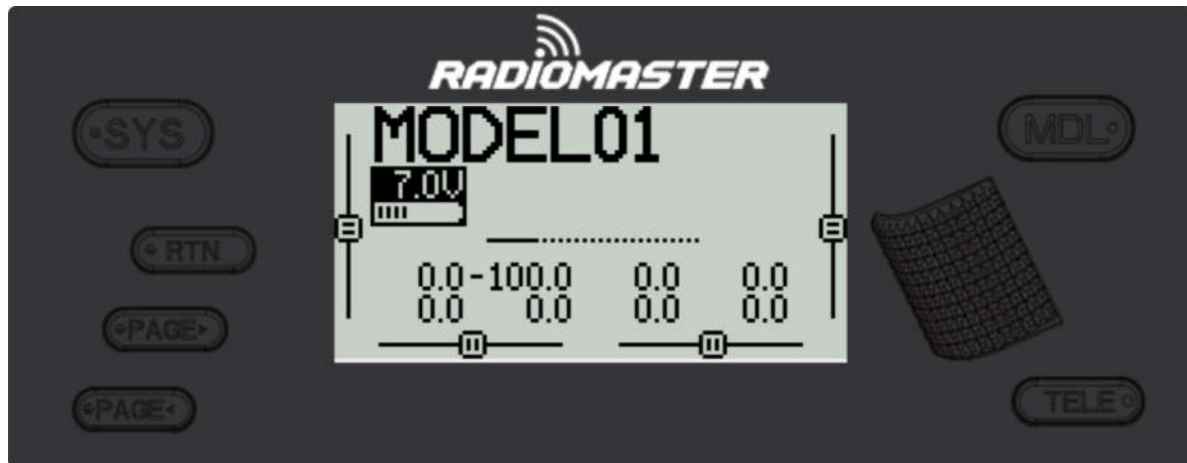 RADIOMASTER
•SYS
MDL•
MODEL01
7.0V
• RTN
0.0 -100.0 0.0 0.0
0.0 0.0 0.0 0.0
•PAGE>
•PAGE<
TELE